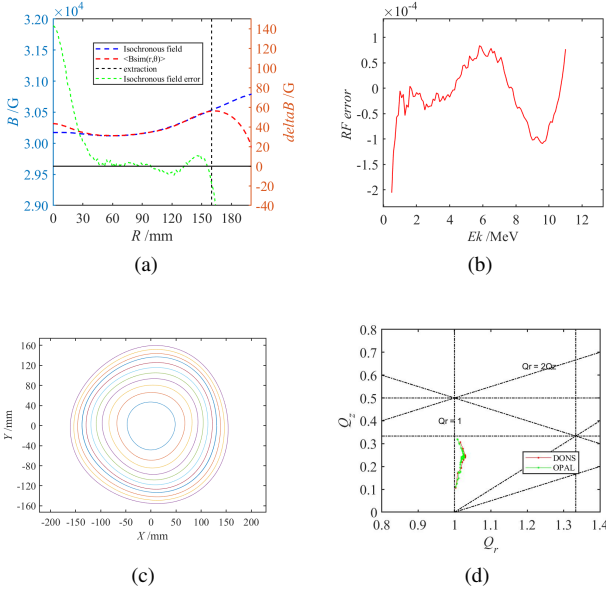 ×10⁴
3.20
3.15
3.10
3.05
3.00
2.95
2.90
B /G
140
120
100
80
60
40
20
0
-20
-40
deltaB /G
Isochronous field
<Bsim(r,θ)>
extraction
Isochronous field error
0 30 60 90 120 150 180
R /mm
(a)
×10⁻⁴
1
0.5
0
-0.5
-1
-1.5
-2
RF error
0 2 4 6 8 10 12
Ek /MeV
(b)
160
120
80
40
0
-40
-80
-120
-160
Y /mm
-200 -150 -100 -50 0 50 100 150 200
X /mm
(c)
0.8
0.7
0.6
0.5
0.4
0.3
0.2
0.1
0
Q_z
Qr = 2Qz
Qr = 1
DONS
OPAL
0.8 0.9 1 1.1 1.2 1.3 1.4
Q_r
(d)